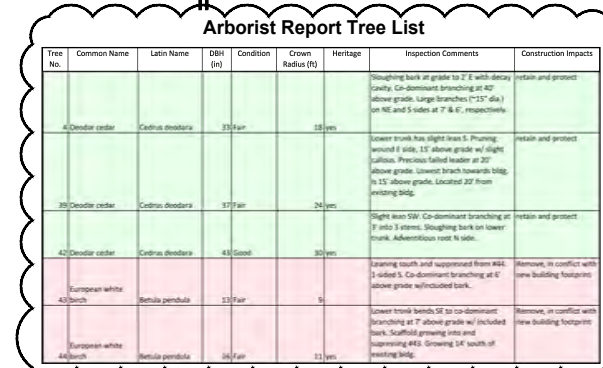 Arborist Report Tree List
Tree No. Common Name Latin Name DBH (in) Condition Crown Radius (ft) Heritage Inspection Comments Construction Impacts
4 Deodar cedar Cedrus deodara 33 Fair 18 yes
Sloughing bark at grade to 2' E with decay
cavity. Co-dominant branching at 40'
above grade. Large branches (~15" dia.)
on NE and S sides at 7' & 6', respectively.
retain and protect
39 Deodar cedar Cedrus deodara 37 Fair 24 yes
Lower trunk has slight lean S. Pruning
wound E side, 15' above grade w/ slight
callous. Precious failed leader at 20'
above grade. Lowest brach towards bldg.
is 15' above grade. Located 20' from
existing bldg.
retain and protect
42 Deodar cedar Cedrus deodara 43 Good 30 yes
Slight lean SW. Co-dominant branching at
3' into 3 stems. Sloughing bark on lower
trunk. Adventitious root N side.
retain and protect
43 European white birch Betula pendula 13 Fair 9
Leaning south and suppressed from #44.
1-sided S. Co-dominant branching at 6'
above grade w/included bark.
Remove, in conflict with
new building footprint
44 European white birch Betula pendula Fair 11 yes
Lower trunk bends SE to co-dominant
branching at 7' above grade w/ included
bark. Scaffold growing into and
supressing #43. Growing 14' south of
existing bldg.
Remove, in conflict with
new building footprint